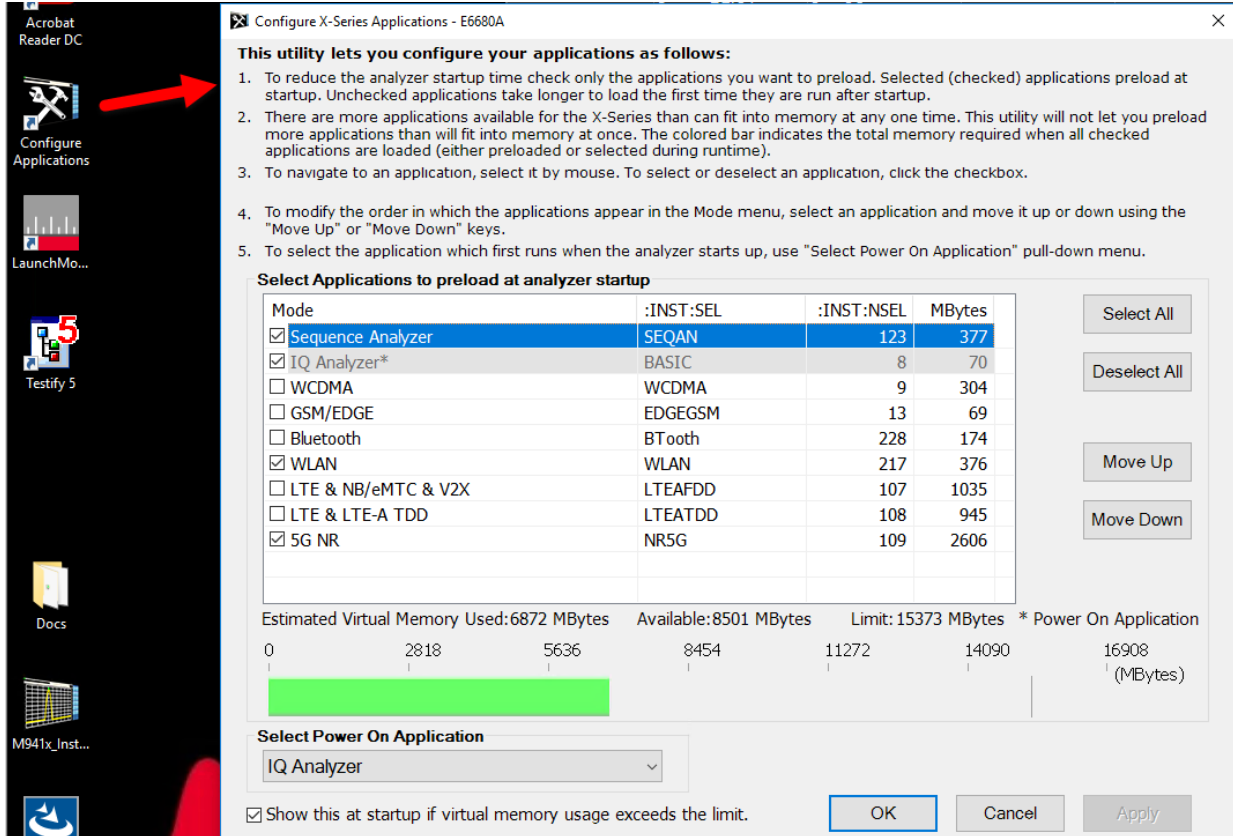 Acrobat
Reader DC
Configure
Applications
LaunchMo...
5
Testify 5
Docs
M941x_Inst...
Configure X-Series Applications - E6680A
This utility lets you configure your applications as follows:
1. To reduce the analyzer startup time check only the applications you want to preload. Selected (checked) applications preload at
startup. Unchecked applications take longer to load the first time they are run after startup.
2. There are more applications available for the X-Series than can fit into memory at any one time. This utility will not let you preload
more applications than will fit into memory at once. The colored bar indicates the total memory required when all checked
applications are loaded (either preloaded or selected during runtime).
3. To navigate to an application, select it by mouse. To select or deselect an application, click the checkbox.
4. To modify the order in which the applications appear in the Mode menu, select an application and move it up or down using the
"Move Up" or "Move Down" keys.
5. To select the application which first runs when the analyzer starts up, use "Select Power On Application" pull-down menu.
Select Applications to preload at analyzer startup
Mode :INST:SEL :INST:NSEL MBytes
Sequence Analyzer SEQAN 123 377
IQ Analyzer* BASIC 8 70
WCDMA WCDMA 9 304
GSM/EDGE EDGEGSM 13 69
Bluetooth BTooth 228 174
WLAN WLAN 217 376
LTE & NB/eMTC & V2X LTEAFDD 107 1035
LTE & LTE-A TDD LTEATDD 108 945
5G NR NR5G 109 2606
Select All
Deselect All
Move Up
Move Down
Estimated Virtual Memory Used:6872 MBytes Available:8501 MBytes Limit:15373 MBytes * Power On Application
0 2818 5636 8454 11272 14090 16908
(MBytes)
Select Power On Application
IQ Analyzer
Show this at startup if virtual memory usage exceeds the limit.
OK Cancel Apply